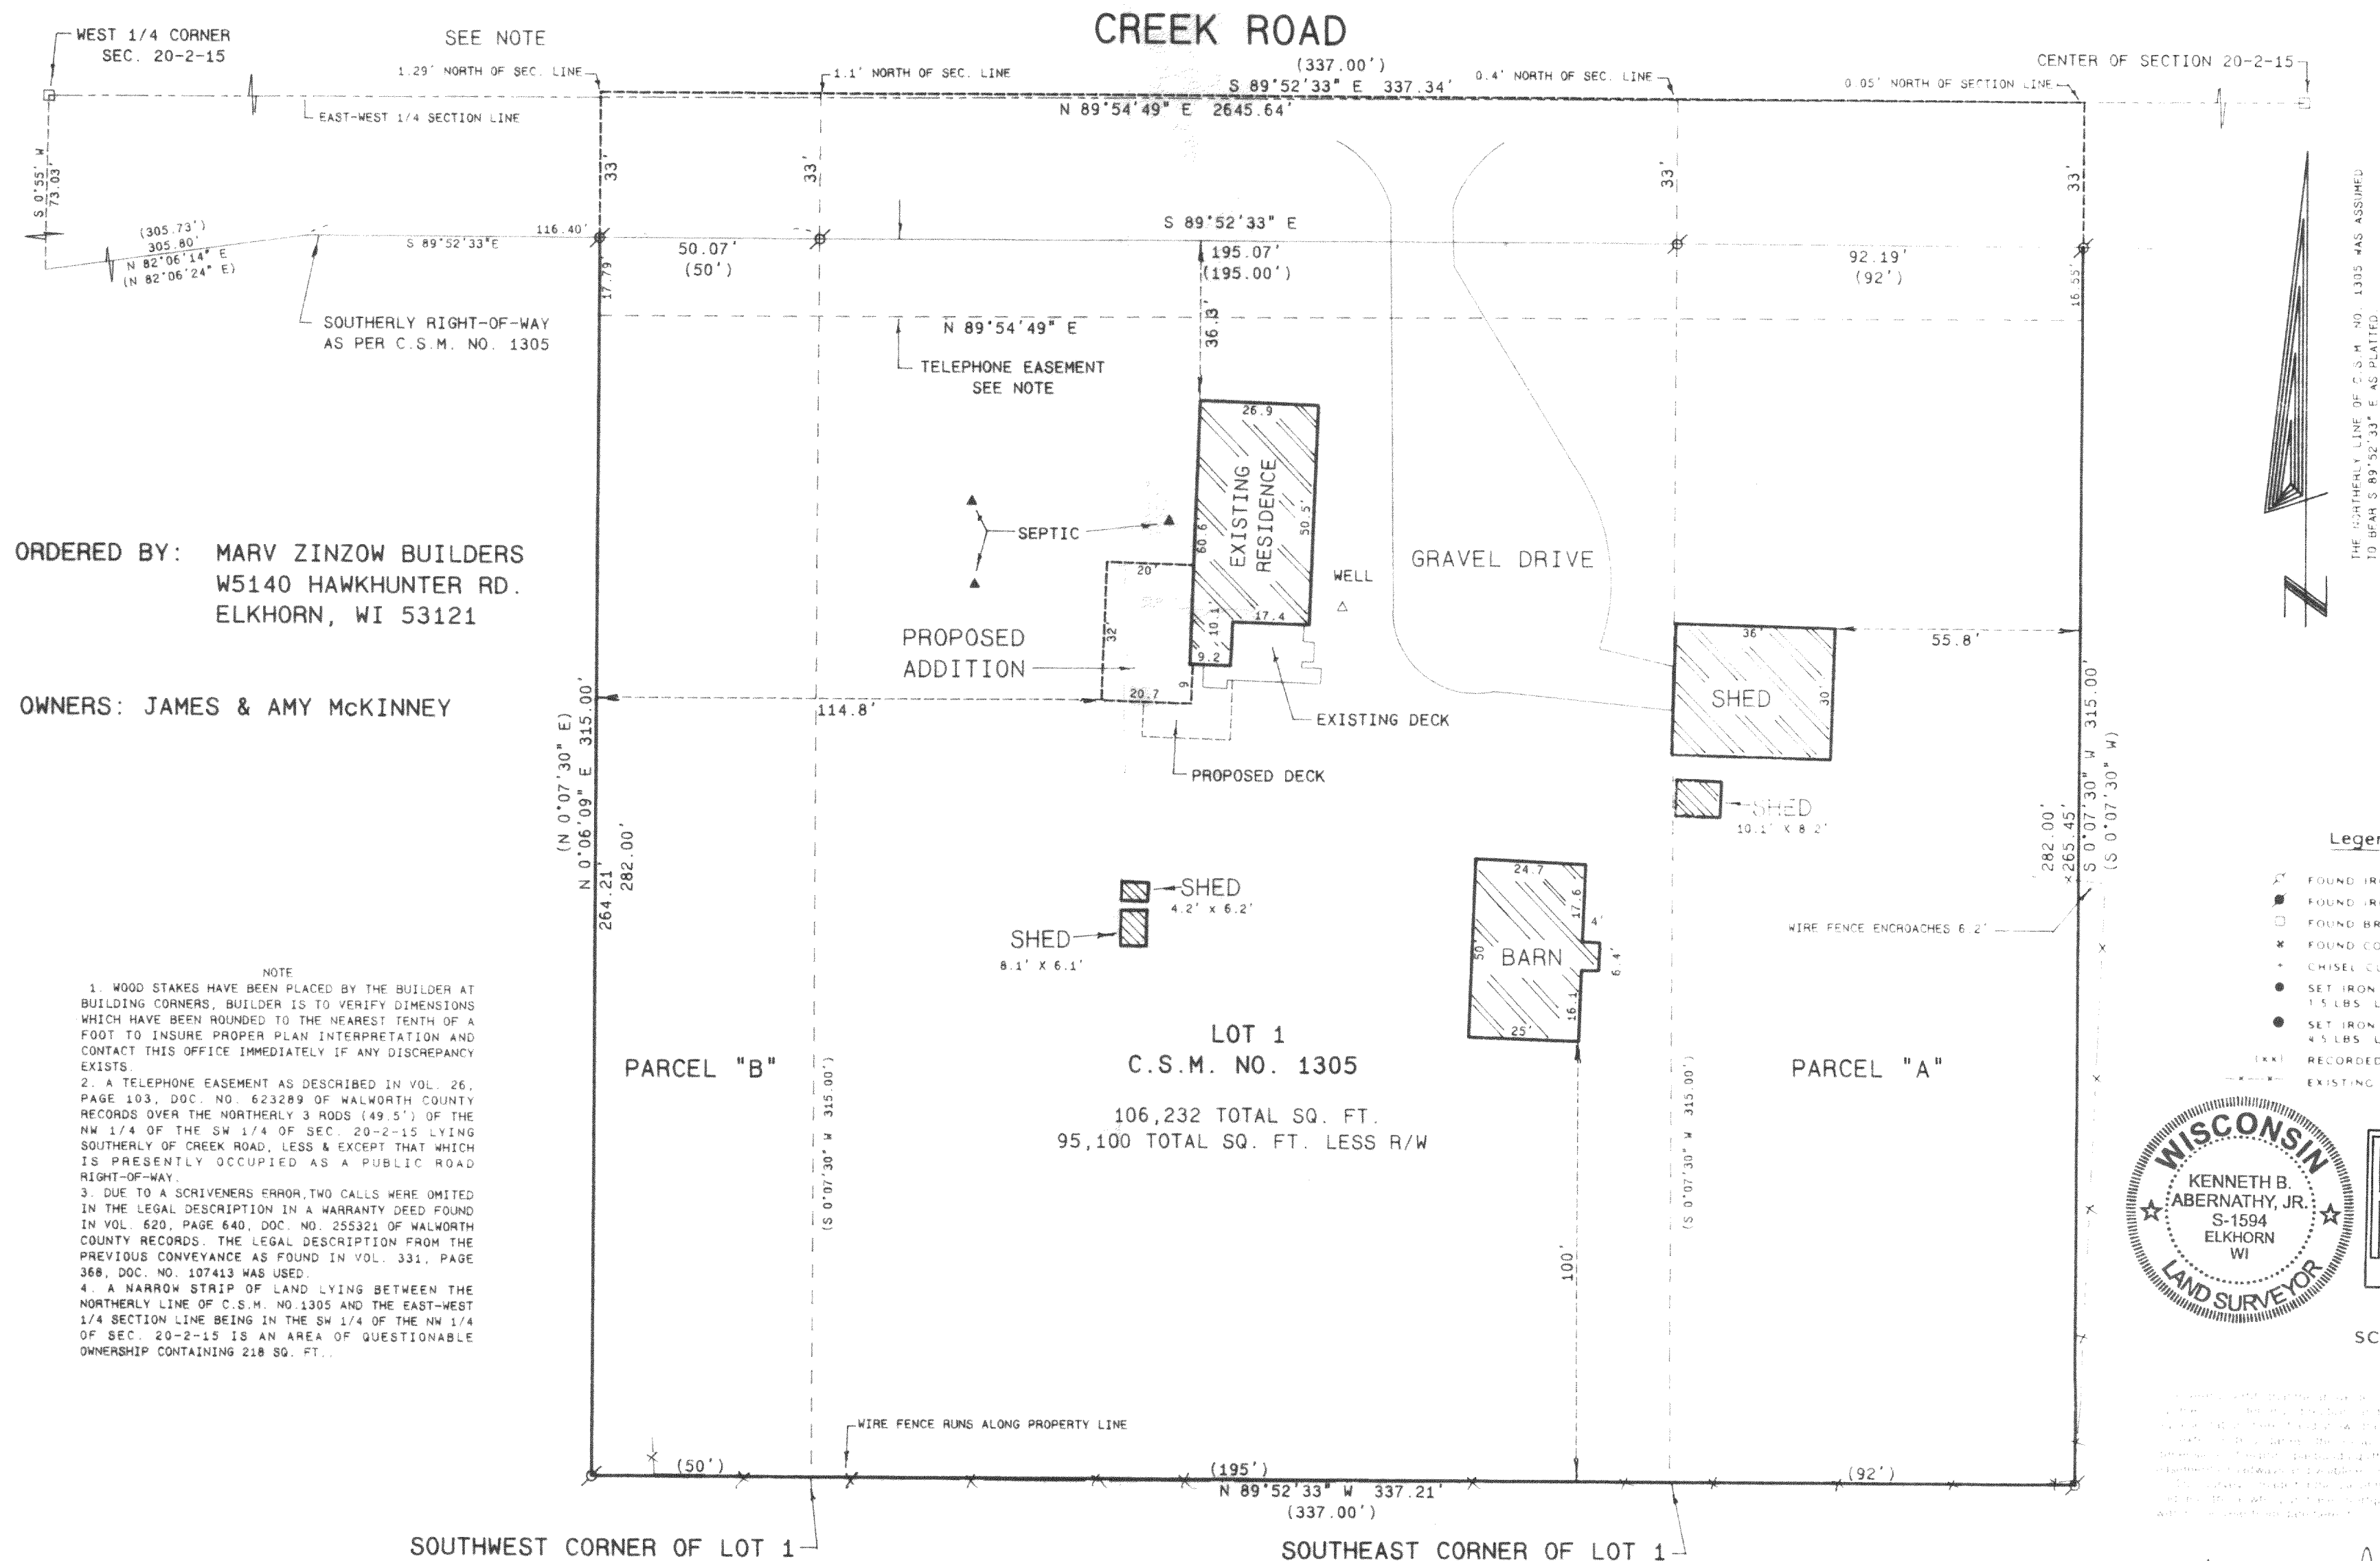 CREEK ROAD
WEST 1/4 CORNER
SEC. 20-2-15
SEE NOTE
(337.00')
CENTER OF SECTION 20-2-15
1.29' NORTH OF SEC. LINE
1.1' NORTH OF SEC. LINE
S 89°52'33" E 337.34'
0.4' NORTH OF SEC. LINE
0.05' NORTH OF SECTION LINE
EAST-WEST 1/4 SECTION LINE
N 89°54'49" E 2645.64'
S 0°55' W
73.03'
33'
33'
33'
33'
(305.73')
305.80'
N 82°06'14" E
(N 82°06'24" E)
S 89°52'33"E
116.40'
50.07'
(50')
S 89°52'33" E
195.07'
(195.00')
92.19'
(92')
17.79'
16.55'
36.3'
SOUTHERLY RIGHT-OF-WAY
AS PER C.S.M. NO. 1305
N 89°54'49" E
TELEPHONE EASEMENT
SEE NOTE
THE NORTHERLY LINE OF C.S.M. NO. 1305 WAS ASSUMED
TO BEAR S 89°52'33" E AS PLATTED.
N
26.9
EXISTING
RESIDENCE
60.6'
50.5'
10.1'
17.4
9.2
SEPTIC
WELL
GRAVEL DRIVE
ORDERED BY: MARV ZINZOW BUILDERS
W5140 HAWKHUNTER RD.
ELKHORN, WI 53121
20'
32'
PROPOSED
ADDITION
20.7
9
OWNERS: JAMES & AMY McKINNEY
114.8'
EXISTING DECK
PROPOSED DECK
36'
SHED
30'
55.8'
SHED
10.1' X 8.2'
(N 0°07'30" E)
N 0°06'09" E 315.00'
264.21'
282.00'
282.00'
265.45'
S 0°07'30" W 315.00'
(S 0°07'30" W)
SHED
4.2' X 6.2'
SHED
8.1' X 6.1'
24.7
17.6
4'
50'
BARN
6.4'
16.1
25'
100'
WIRE FENCE ENCROACHES 6.2'
FOUND
FOUND
FOUND
FOUND
CHISEL
SET IRON
1.5 LBS.
SET IRON
4.5 LBS.
(XX) RECORDED
EXISTING
NOTE
1. WOOD STAKES HAVE BEEN PLACED BY THE BUILDER AT
BUILDING CORNERS, BUILDER IS TO VERIFY DIMENSIONS
WHICH HAVE BEEN ROUNDED TO THE NEAREST TENTH OF A
FOOT TO INSURE PROPER PLAN INTERPRETATION AND
CONTACT THIS OFFICE IMMEDIATELY IF ANY DISCREPANCY
EXISTS.
2. A TELEPHONE EASEMENT AS DESCRIBED IN VOL. 26,
PAGE 103, DOC. NO. 623289 OF WALWORTH COUNTY
RECORDS OVER THE NORTHERLY 3 RODS (49.5') OF THE
NW 1/4 OF THE SW 1/4 OF SEC. 20-2-15 LYING
SOUTHERLY OF CREEK ROAD, LESS & EXCEPT THAT WHICH
IS PRESENTLY OCCUPIED AS A PUBLIC ROAD
RIGHT-OF-WAY.
3. DUE TO A SCRIVENERS ERROR,TWO CALLS WERE OMITED
IN THE LEGAL DESCRIPTION IN A WARRANTY DEED FOUND
IN VOL. 620, PAGE 640, DOC. NO. 255321 OF WALWORTH
COUNTY RECORDS. THE LEGAL DESCRIPTION FROM THE
PREVIOUS CONVEYANCE AS FOUND IN VOL. 331, PAGE
368, DOC. NO. 107413 WAS USED.
4. A NARROW STRIP OF LAND LYING BETWEEN THE
NORTHERLY LINE OF C.S.M. NO.1305 AND THE EAST-WEST
1/4 SECTION LINE BEING IN THE SW 1/4 OF THE NW 1/4
OF SEC. 20-2-15 IS AN AREA OF QUESTIONABLE
OWNERSHIP CONTAINING 218 SQ. FT..
PARCEL "B"
LOT 1
C.S.M. NO. 1305
106,232 TOTAL SQ. FT.
95,100 TOTAL SQ. FT. LESS R/W
PARCEL "A"
(S 0°07'30" W 315.00')
(S 0°07'30" W 315.00')
WISCONSIN
KENNETH B.
ABERNATHY, JR.
S-1594
ELKHORN
WI
LAND SURVEYOR
WIRE FENCE RUNS ALONG PROPERTY LINE
(50')
(195')
(92')
N 89°52'33" W 337.21'
(337.00')
SOUTHWEST CORNER OF LOT 1
SOUTHEAST CORNER OF LOT 1